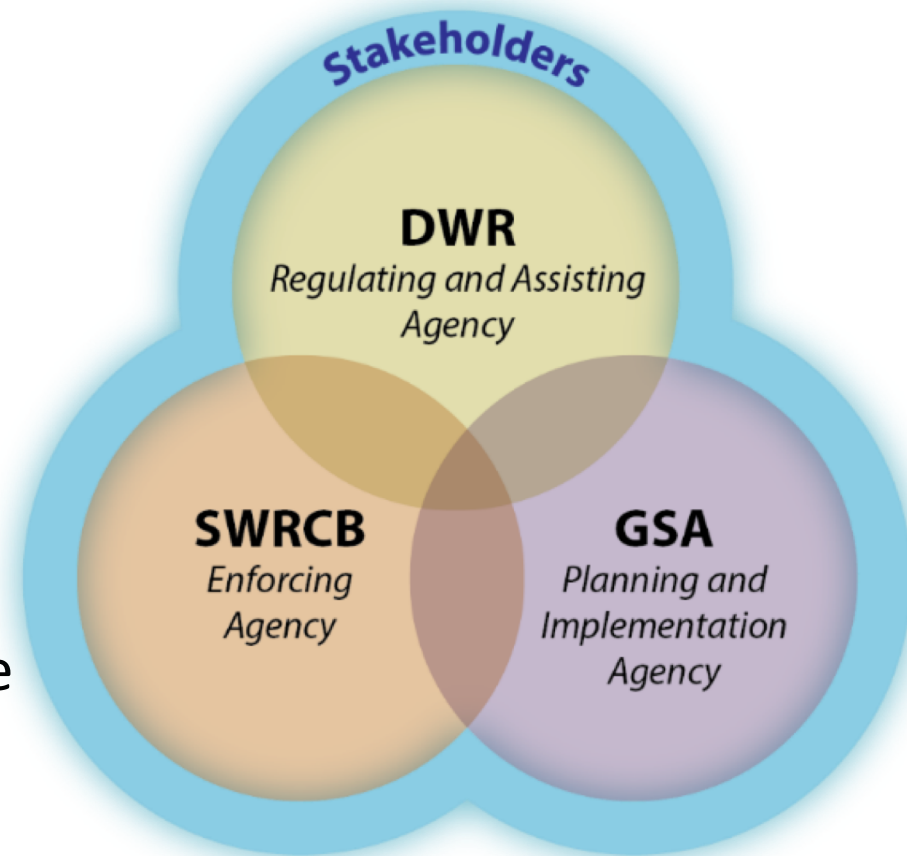 Stakeholders
DWR
Regulating and Assisting
Agency
SWRCB
Enforcing
Agency
GSA
Planning and
Implementation
Agency
e